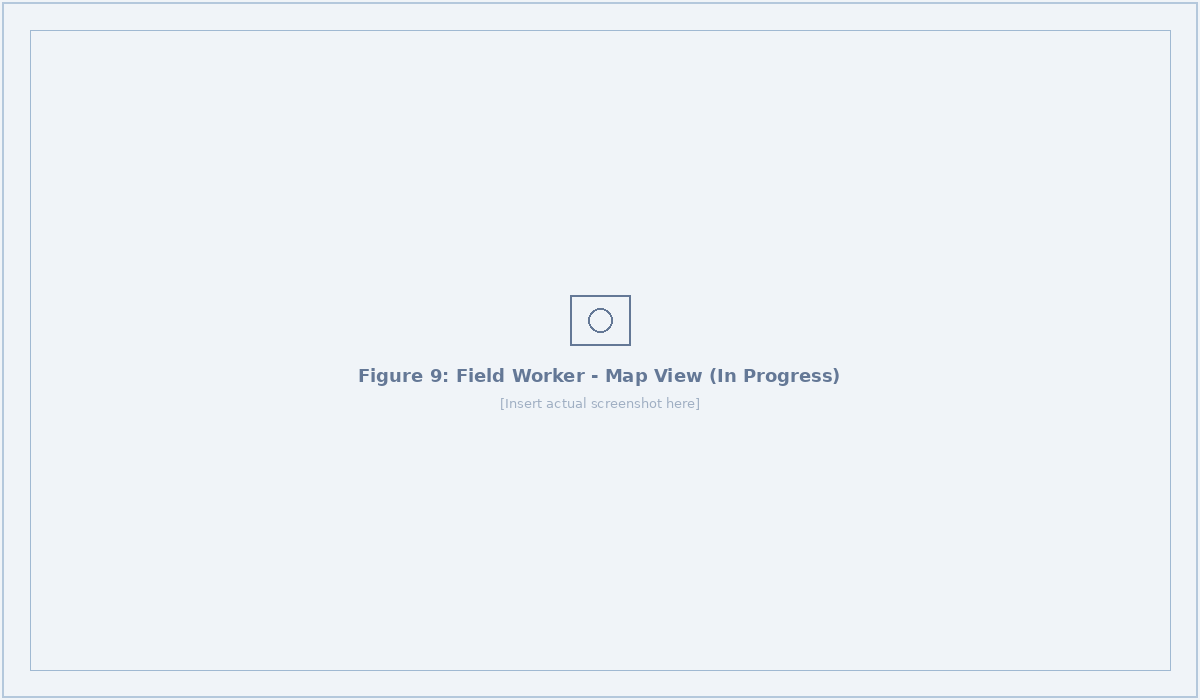 Figure 9: Field Worker - Map View (In Progress)
[Insert actual screenshot here]